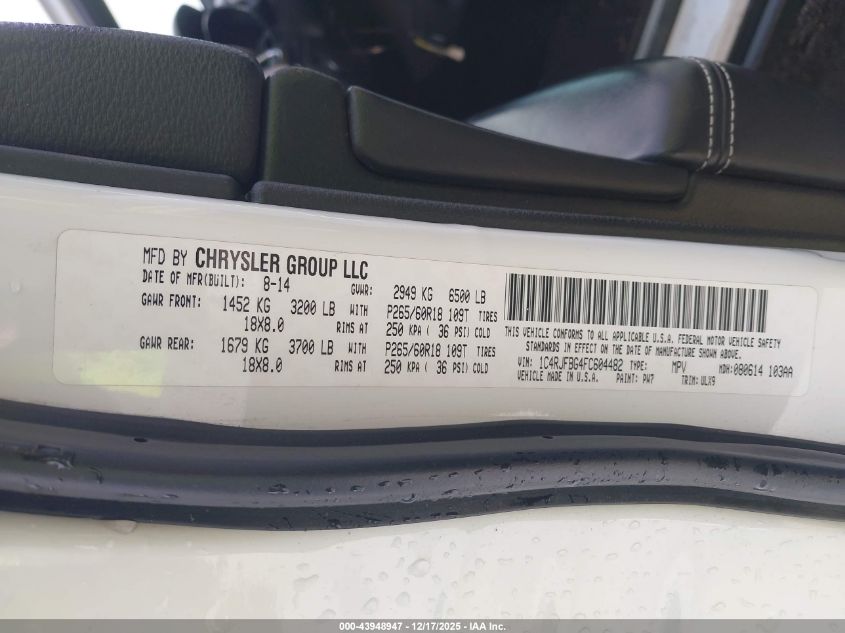 MFD BY CHRYSLER GROUP LLC
DATE OF MFR(BUILT): 8-14 GVWR: 2949 KG 6500 LB
GAWR FRONT: 1452 KG 3200 LB WITH P265/60R18 109T TIRES
18X8.0 RIMS AT 250 KPA ( 36 PSI) COLD
GAWR REAR: 1679 KG 3700 LB WITH P265/60R18 109T TIRES
18X8.0 RIMS AT 250 KPA ( 36 PSI) COLD
THIS VEHICLE CONFORMS TO ALL APPLICABLE U.S.A. FEDERAL MOTOR VEHICLE SAFETY
STANDARDS IN EFFECT ON THE DATE OF MANUFACTURE SHOWN ABOVE.
VIN: 1C4RJFBG4FC604482 TYPE: MPV MDH: 080614 103AA
VEHICLE MADE IN U.S.A. PAINT: PW7 TRIM: ULX9
000-43948947 - 12/17/2025 - IAA Inc.